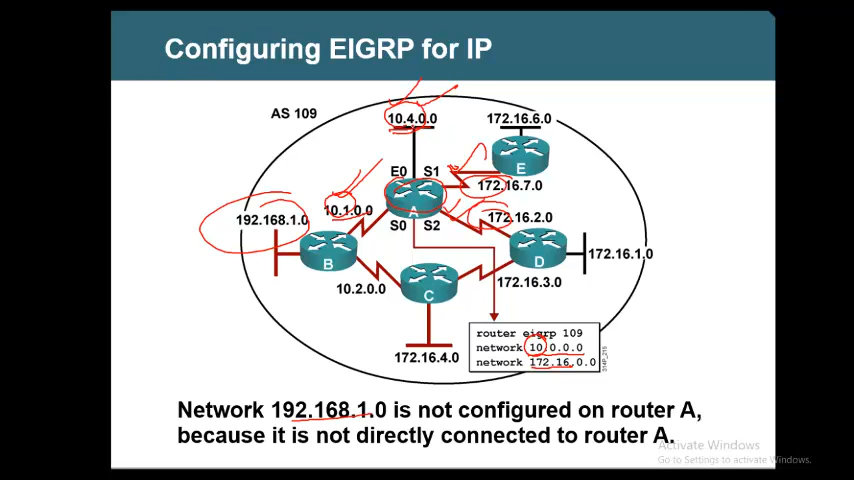 Configuring EIGRP for IP
AS 109
10.4.0.0
172.16.6.0
E0 S1
E
172.16.7.0
10.1.0.0
A
192.168.1.0
172.16.2.0
S0 S2
B
D
172.16.1.0
10.2.0.0
C
172.16.3.0
172.16.4.0
router eigrp 109
network 10.0.0.0
network 172.16.0.0
314P_215
Network 192.168.1.0 is not configured on router A,
because it is not directly connected to router A.
Activate Windows
Go to Settings to activate Windows.